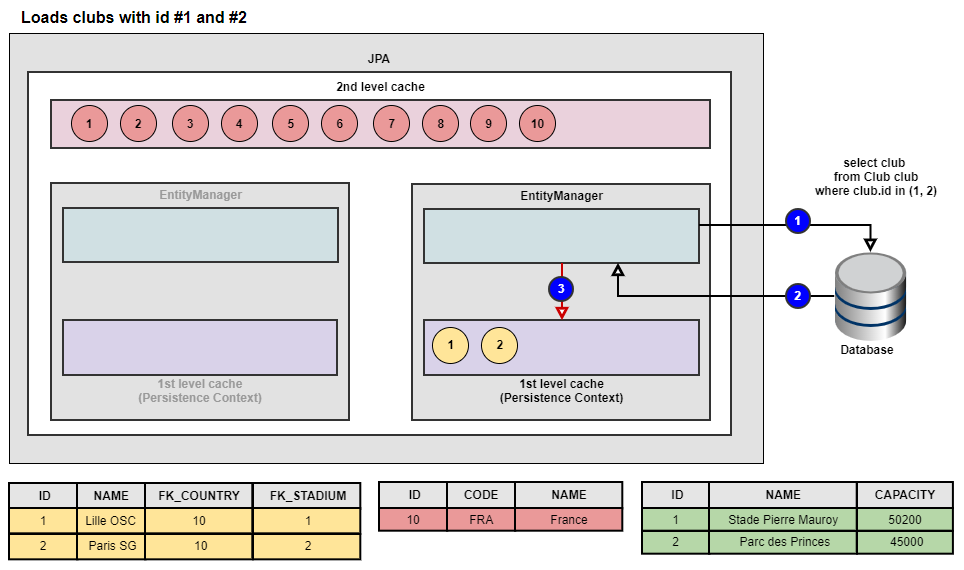 Loads clubs with id #1 and #2
JPA
2nd level cache
1 2 3 4 5 6 7 8 9 10
select club
from Club club
where club.id in (1, 2)
EntityManager
EntityManager
1
3
2
1 2
Database
1st level cache
(Persistence Context)
1st level cache
(Persistence Context)
ID NAME FK_COUNTRY FK_STADIUM
1 Lille OSC 10 1
2 Paris SG 10 2
ID CODE NAME
10 FRA France
ID NAME CAPACITY
1 Stade Pierre Mauroy 50200
2 Parc des Princes 45000